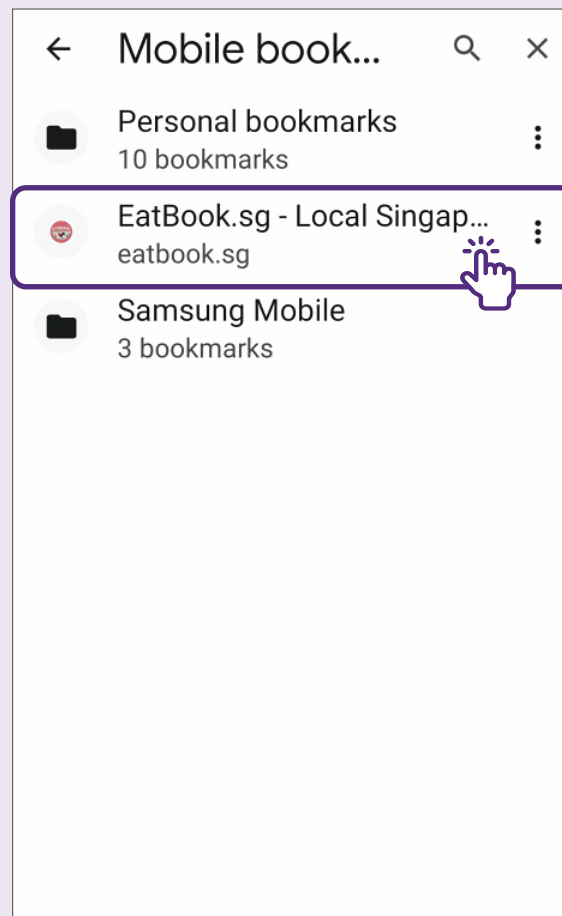 Mobile book...
Personal bookmarks
10 bookmarks
EatBook.sg - Local Singap...
eatbook.sg
Samsung Mobile
3 bookmarks